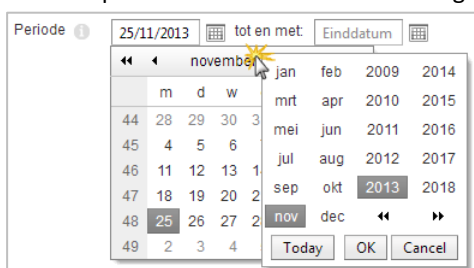 Periode 25/11/2013 tot en met: Einddatum
november
m d w
44 28 29 30
45 4 5 6
46 11 12 13
47 18 19 20
48 25 26 27
49 2 3 4
jan feb 2009 2014
mrt apr 2010 2015
mei jun 2011 2016
jul aug 2012 2017
sep okt 2013 2018
nov dec
Today OK Cancel